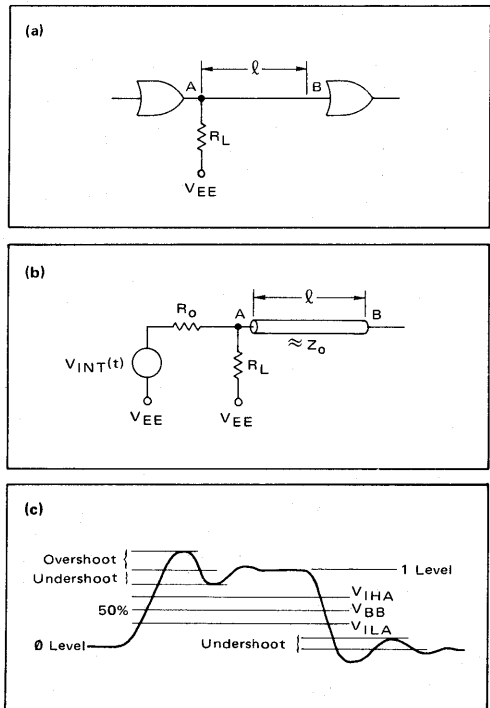 (a)
ℓ
A
B
R_L
V_EE
(b)
ℓ
R_o
A
B
≈ Z_o
V_INT(t)
R_L
V_EE
V_EE
(c)
Overshoot
Undershoot
1 Level
V_IHA
50%
V_BB
V_ILA
Ø Level
Undershoot